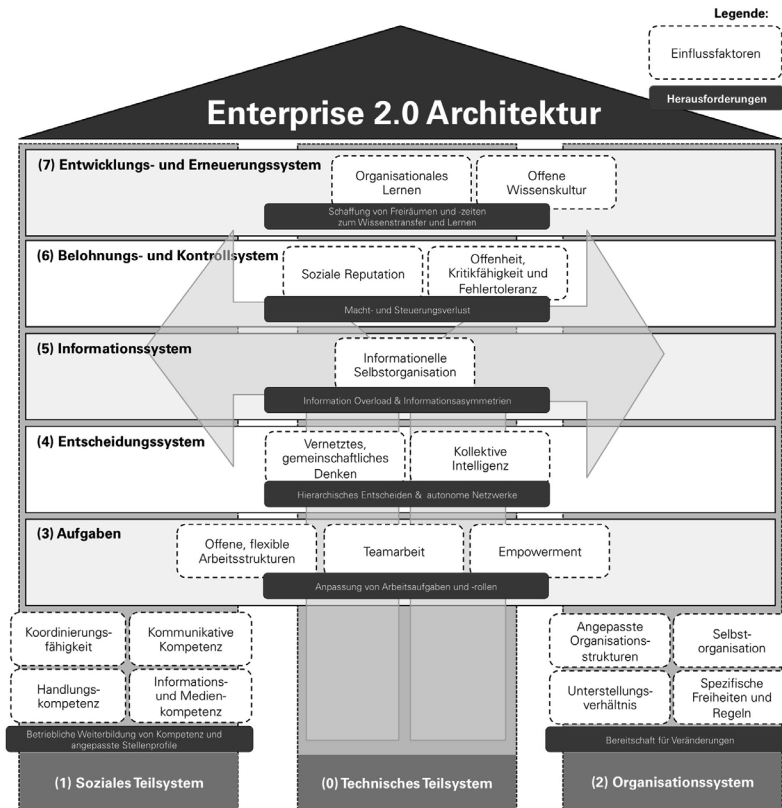 Legende:
Einflussfaktoren
Herausforderungen
Enterprise 2.0 Architektur
(7) Entwicklungs- und Erneuerungssystem
Organisationales
Lernen
Offene
Wissenskultur
Schaffung von Freiräumen und -zeiten
zum Wissenstransfer und Lernen
(6) Belohnungs- und Kontrollsystem
Soziale Reputation
Offenheit,
Kritikfähigkeit und
Fehlertoleranz
Macht- und Steuerungsverlust
(5) Informationssystem
Informationelle
Selbstorganisation
Information Overload & Informationsasymmetrien
(4) Entscheidungssystem
Vernetztes,
gemeinschaftliches
Denken
Kollektive
Intelligenz
Hierarchisches Entscheiden & autonome Netzwerke
(3) Aufgaben
Offene, flexible
Arbeitsstrukturen
Teamarbeit
Empowerment
Anpassung von Arbeitsaufgaben und -rollen
Koordinierungs-
fähigkeit
Kommunikative
Kompetenz
Handlungs-
kompetenz
Informations-
und Medien-
kompetenz
Betriebliche Weiterbildung von Kompetenz und
angepasste Stellenprofile
(1) Soziales Teilsystem
(0) Technisches Teilsystem
Angepasste
Organisations-
strukturen
Selbst-
organisation
Unterstellungs-
verhältnis
Spezifische
Freiheiten und
Regeln
Bereitschaft für Veränderungen
(2) Organisationssystem